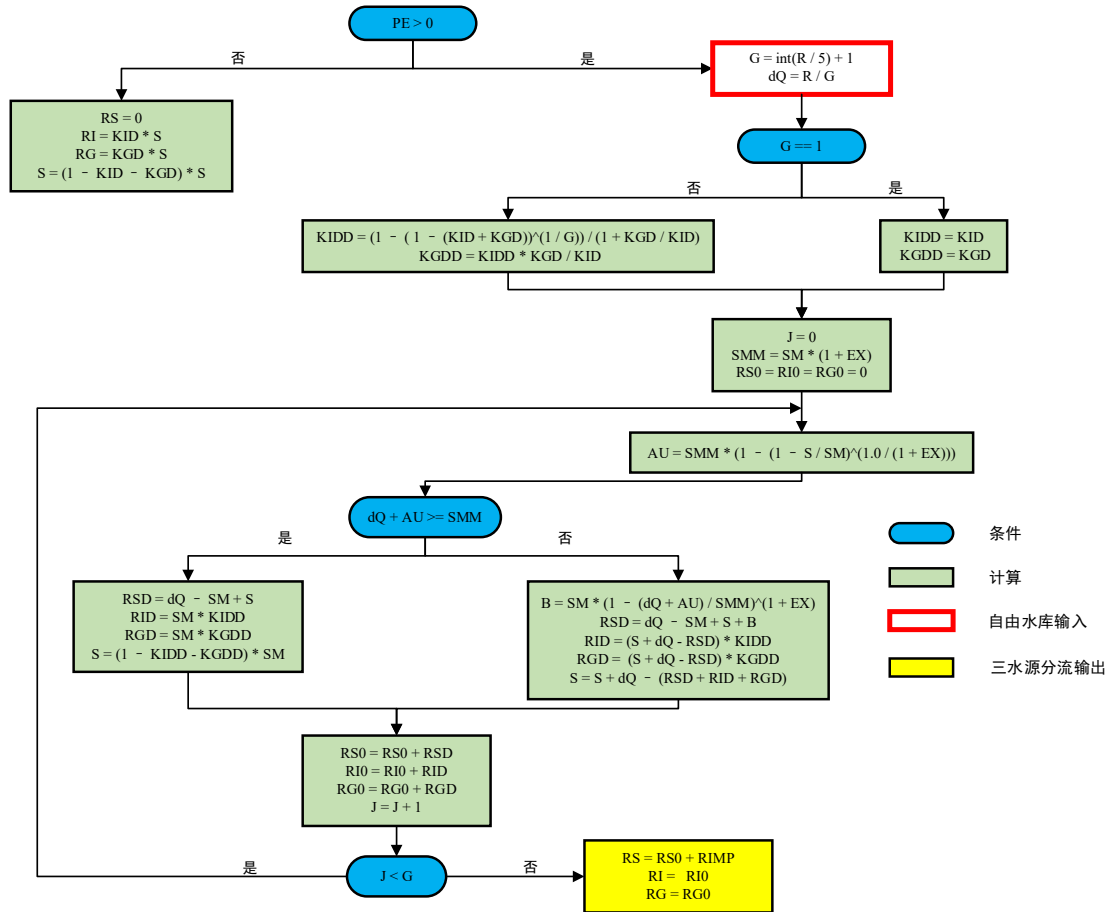 PE > 0
否
是
G = int(R / 5) + 1
dQ = R / G
RS = 0
RI = KID * S
RG = KGD * S
S = (1 － KID － KGD) * S
G == 1
否
是
KIDD = (1 － ( 1 － (KID + KGD))^(1 / G)) / (1 + KGD / KID)
KGDD = KIDD * KGD / KID
KIDD = KID
KGDD = KGD
J = 0
SMM = SM * (1 + EX)
RS0 = RI0 = RG0 = 0
AU = SMM * (1 － (1 － S / SM)^(1.0 / (1 + EX)))
dQ + AU >= SMM
是
否
RSD = dQ － SM + S
RID = SM * KIDD
RGD = SM * KGDD
S = (1 － KIDD - KGDD) * SM
B = SM * (1 － (dQ + AU) / SMM)^(1 + EX)
RSD = dQ － SM + S + B
RID = (S + dQ - RSD) * KIDD
RGD = (S + dQ - RSD) * KGDD
S = S + dQ － (RSD + RID + RGD)
条件
计算
自由水库输入
三水源分流输出
RS0 = RS0 + RSD
RI0 = RI0 + RID
RG0 = RG0 + RGD
J = J + 1
J < G
是
否
RS = RS0 + RIMP
RI = RI0
RG = RG0